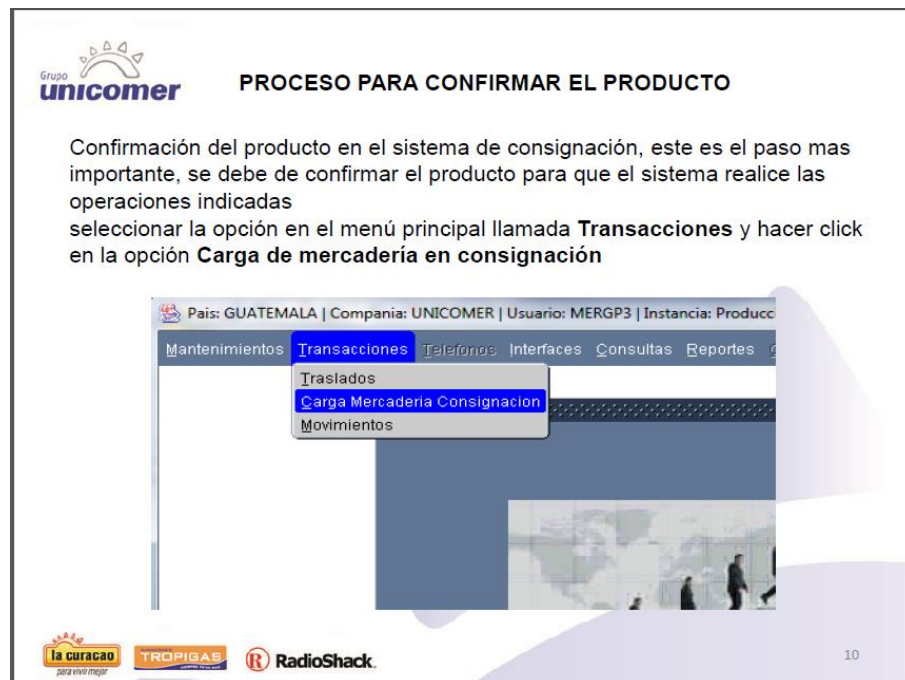 Grupo
unicomer
PROCESO PARA CONFIRMAR EL PRODUCTO
Confirmación del producto en el sistema de consignación, este es el paso mas
importante, se debe de confirmar el producto para que el sistema realice las
operaciones indicadas
seleccionar la opción en el menú principal llamada Transacciones y hacer click
en la opción Carga de mercadería en consignación
Pais: GUATEMALA | Compania: UNICOMER | Usuario: MERGP3 | Instancia: Producc
Mantenimientos Transacciones Telefonos Interfaces Consultas Reportes
Traslados
Carga Mercaderia Consignacion
Movimientos
la curacao
para vivir mejor
TROPIGAS
R RadioShack.
10